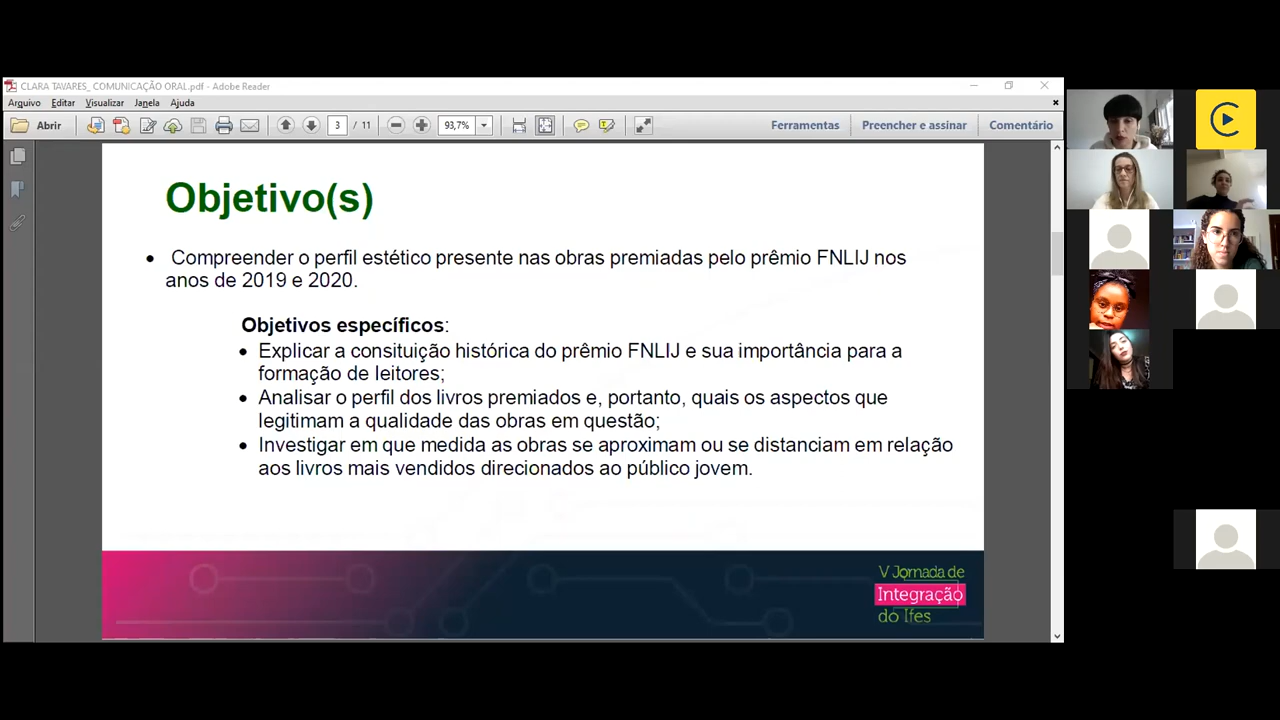 CLARA TAVARES_ COMUNICAÇÃO ORAL.pdf - Adobe Reader
Arquivo Editar Visualizar Janela Ajuda
Abrir 3 / 11 93,7% Ferramentas Preencher e assinar Comentário
Objetivo(s)
• Compreender o perfil estético presente nas obras premiadas pelo prêmio FNLIJ nos
anos de 2019 e 2020.
Objetivos específicos:
• Explicar a consituição histórica do prêmio FNLIJ e sua importância para a
formação de leitores;
• Analisar o perfil dos livros premiados e, portanto, quais os aspectos que
legitimam a qualidade das obras em questão;
• Investigar em que medida as obras se aproximam ou se distanciam em relação
aos livros mais vendidos direcionados ao público jovem.
V Jornada de
Integração
do Ifes